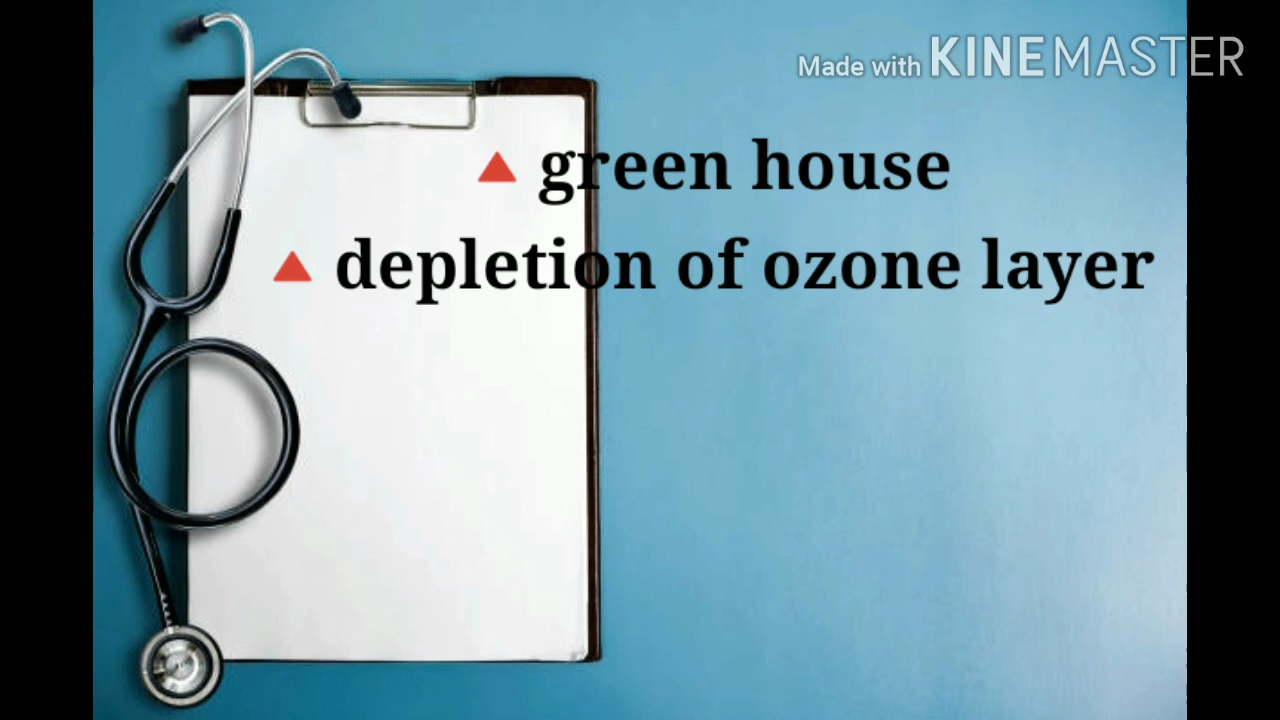 Made with KINEMASTER
🔺 green house
🔺 depletion of ozone layer